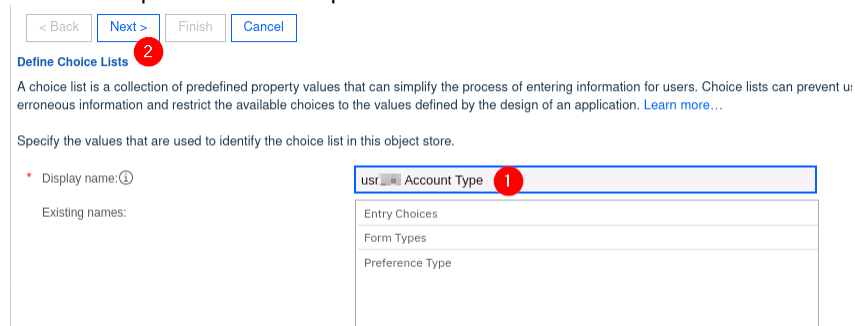 < Back Next > Finish Cancel
2
Define Choice Lists
A choice list is a collection of predefined property values that can simplify the process of entering information for users. Choice lists can prevent
erroneous information and restrict the available choices to the values defined by the design of an application. Learn more…
Specify the values that are used to identify the choice list in this object store.
* Display name: usr Account Type 1
Existing names:
Entry Choices
Form Types
Preference Type